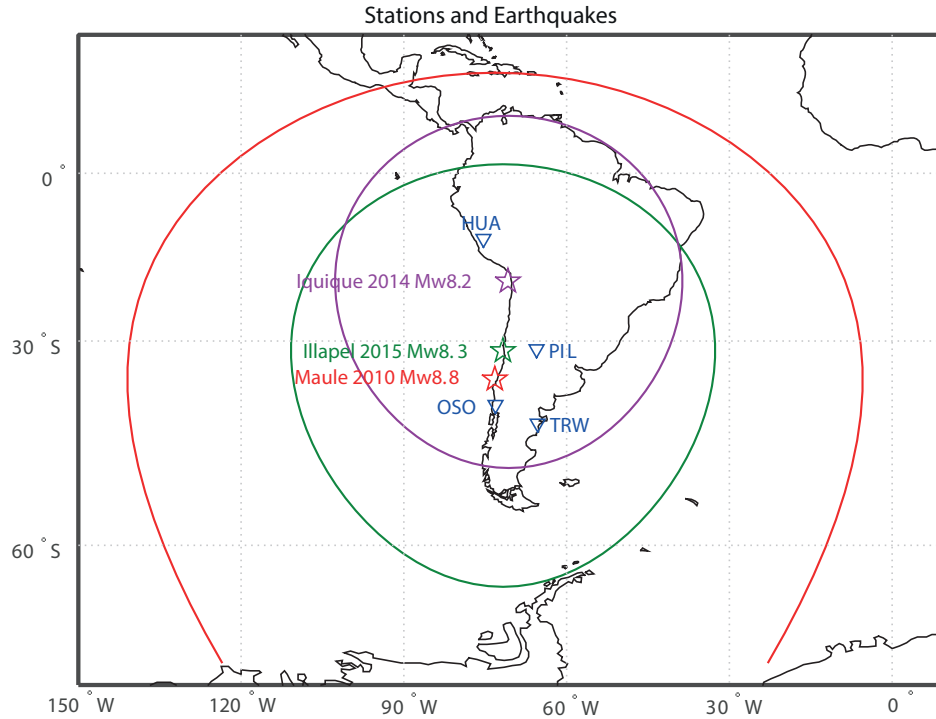 Stations and Earthquakes
0 °
HUA
Iquique 2014 Mw8.2
30 ° S
Illapel 2015 Mw8. 3
PIL
Maule 2010 Mw8.8
OSO
TRW
60 ° S
150 ° W
120 ° W
90 ° W
60 ° W
30 ° W
0 °